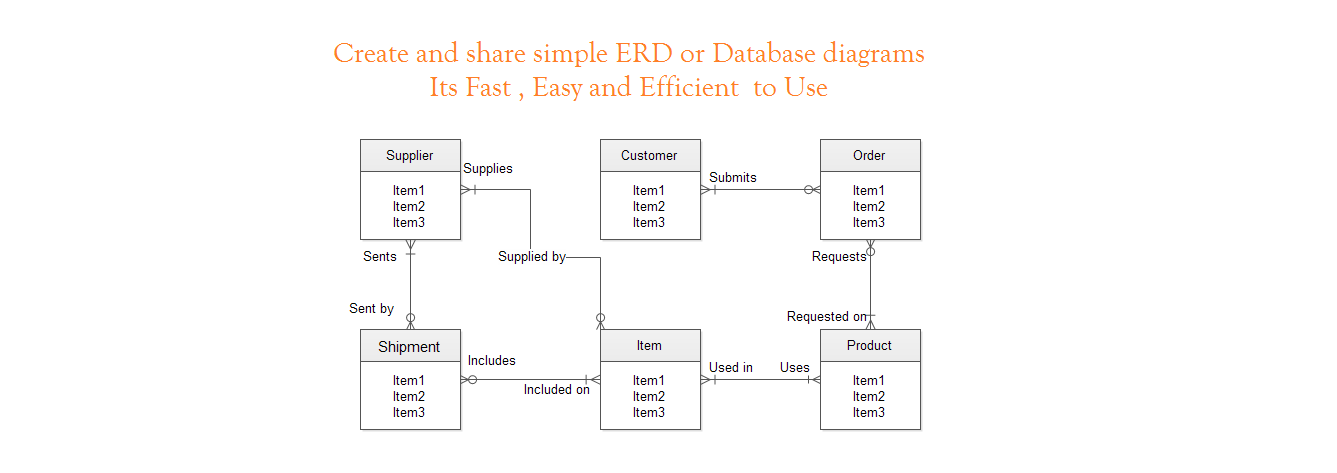 Create and share simple ERD or Database diagrams
Its Fast , Easy and Efficient to Use
Supplier
Item1
Item2
Item3
Supplies
Customer
Item1
Item2
Item3
Submits
Order
Item1
Item2
Item3
Sents
Supplied by
Requests
Sent by
Requested on
Shipment
Item1
Item2
Item3
Includes
Included on
Item
Item1
Item2
Item3
Used in
Uses
Product
Item1
Item2
Item3